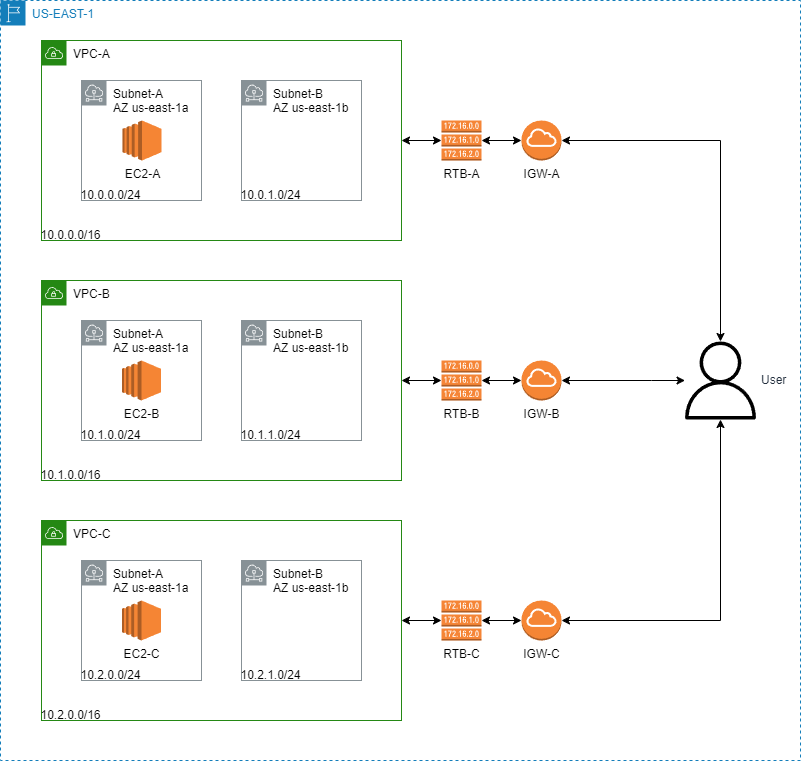 US-EAST-1
VPC-A
Subnet-A
AZ us-east-1a
EC2-A
10.0.0.0/24
Subnet-B
AZ us-east-1b
10.0.1.0/24
10.0.0.0/16
172.16.0.0
172.16.1.0
172.16.2.0
RTB-A
IGW-A
VPC-B
Subnet-A
AZ us-east-1a
EC2-B
10.1.0.0/24
Subnet-B
AZ us-east-1b
10.1.1.0/24
10.1.0.0/16
172.16.0.0
172.16.1.0
172.16.2.0
RTB-B
IGW-B
User
VPC-C
Subnet-A
AZ us-east-1a
EC2-C
10.2.0.0/24
Subnet-B
AZ us-east-1b
10.2.1.0/24
10.2.0.0/16
172.16.0.0
172.16.1.0
172.16.2.0
RTB-C
IGW-C